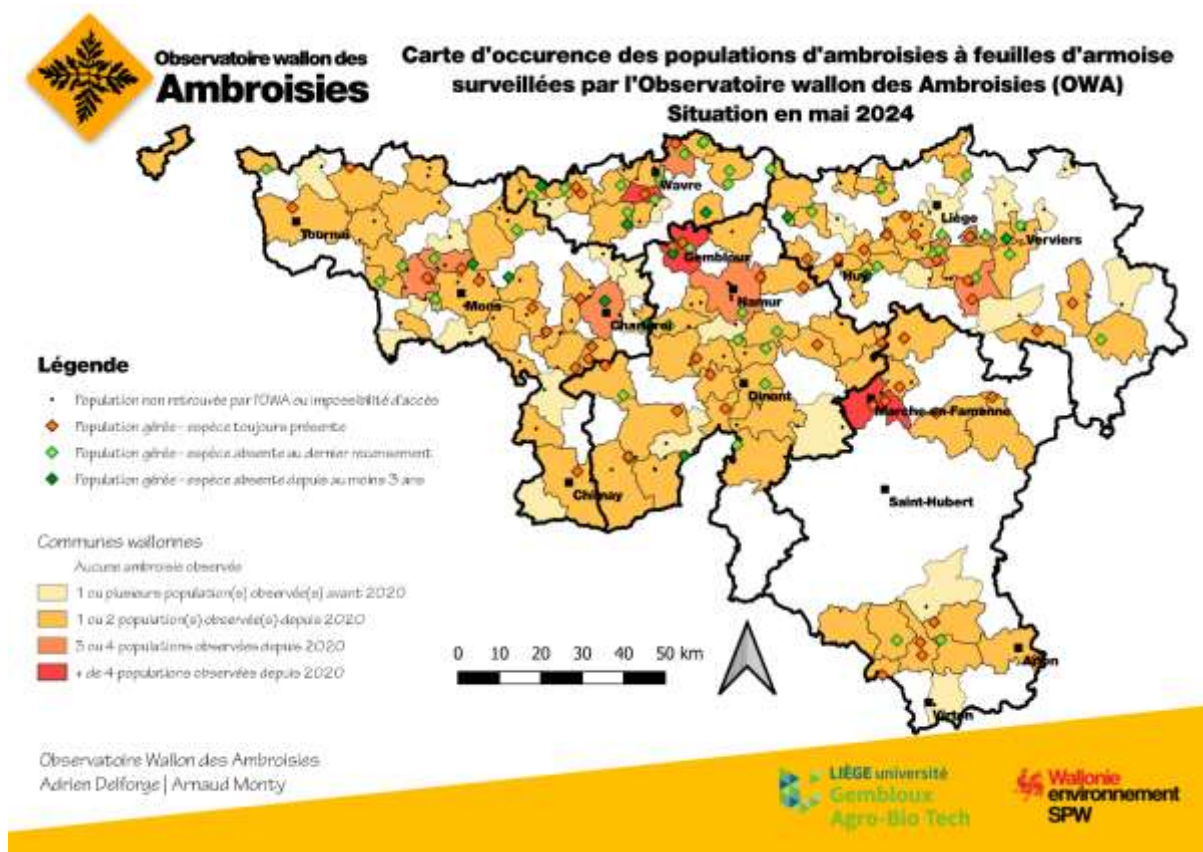 Observatoire wallon des
Ambroisies
Carte d'occurence des populations d'ambroisies à feuilles d'armoise
surveillées par l'Observatoire wallon des Ambroisies (OWA)
Situation en mai 2024
Wavre
Liège
Tournai
Verviers
Gembloux
Huy
Mons
Namur
Charleroi
Légende
Population non retrouvée par l'OWA ou impossibilité d'accès
Dinont
Population gérée - espèce toujours présente
Marche-en-Famenne
Population gérée - espèce absente au dernier recensement
Population gérée - espèce absente depuis au moins 3 ans
Chimay
Saint-Hubert
Communes wallonnes
Aucune ambroisie observée
1 ou plusieurs population(s) observée(s) avant 2020
1 ou 2 population(s) observée(s) depuis 2020
3 ou 4 populations observées depuis 2020
+ de 4 populations observées depuis 2020
0 10 20 30 40 50 km
Arlon
Virton
Observatoire Wallon des Ambroisies
Adrien Delforge | Arnaud Monty
LIÈGE université
Gembloux
Agro-Bio Tech
Wallonie
environnement
SPW